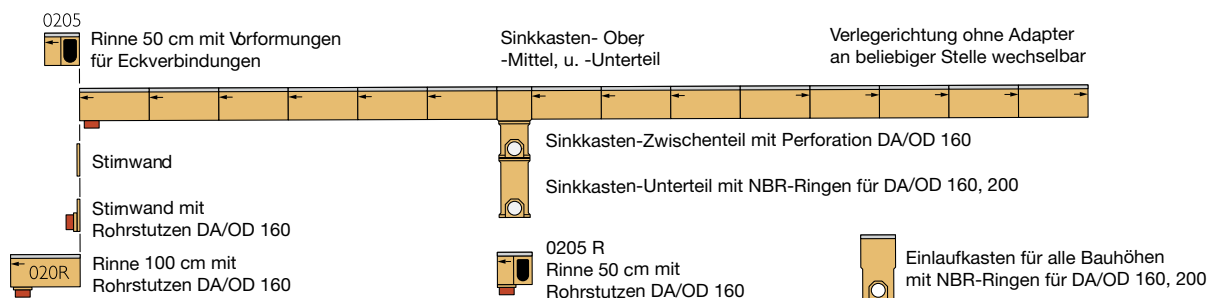 0205
Rinne 50 cm mit Vorformungen
für Eckverbindungen
Sinkkasten- Ober,
-Mittel, u. -Unterteil
Verlegerichtung ohne Adapter
an beliebiger Stelle wechselbar
Sinkkasten-Zwischenteil mit Perforation DA/OD 160
Stirnwand
Sinkkasten-Unterteil mit NBR-Ringen für DA/OD 160, 200
Stirnwand mit
Rohrstutzen DA/OD 160
020R
Rinne 100 cm mit
Rohrstutzen DA/OD 160
0205 R
Rinne 50 cm mit
Rohrstutzen DA/OD 160
Einlaufkasten für alle Bauhöhen
mit NBR-Ringen für DA/OD 160, 200